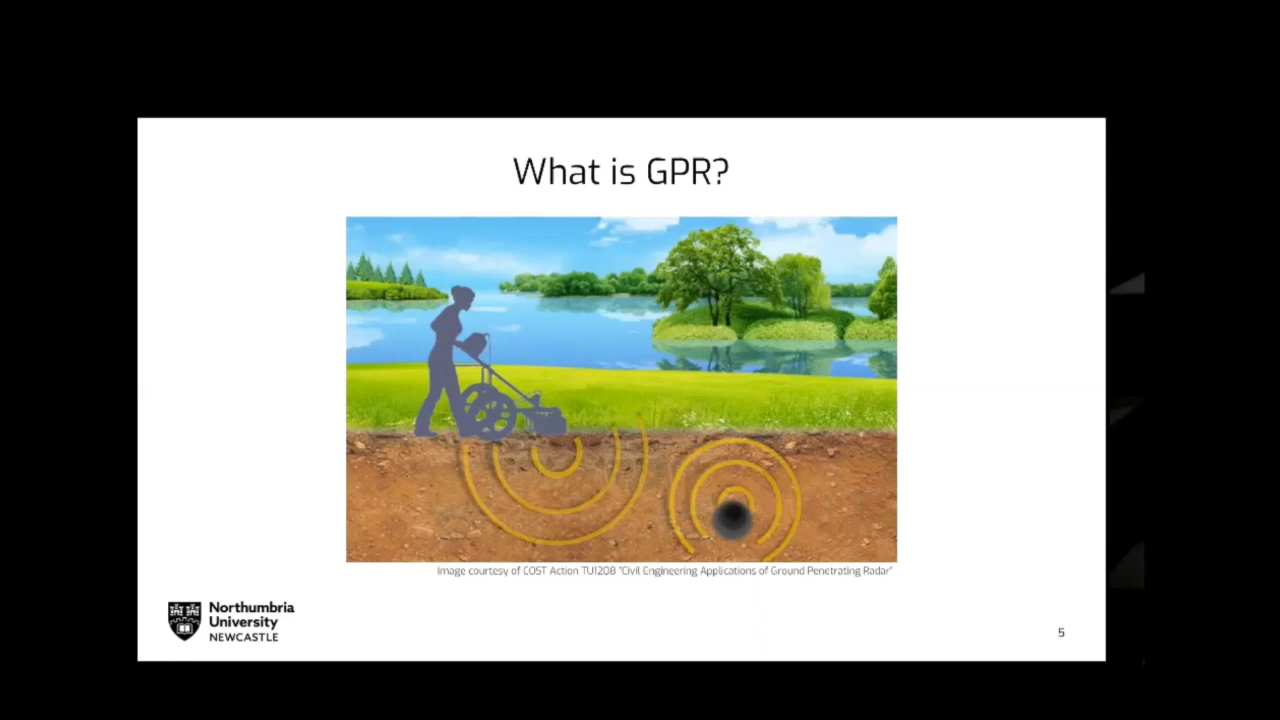 What is GPR?
Image courtesy of COST Action TU1208 "Civil Engineering Applications of Ground Penetrating Radar"
Northumbria
University
NEWCASTLE
5